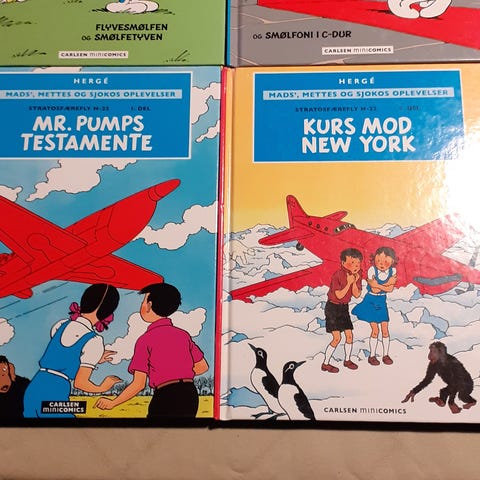 FLYVESMØLFEN
OG SMØLFETYVEN
CARLSEN MINICOMICS
OG SMØLFONI I C-DUR
CARLSEN MINICOMICS
HERGÉ
MADS', METTES OG SJOKOS OPLEVELSER
STRATOSFÆREFLY H-22 1. DEL
MR. PUMPS
TESTAMENTE
CARLSEN MINICOMICS
HERGÉ
MADS', METTES OG SJOKOS OPLEVELSER
STRATOSFÆREFLY H-22 DEL
KURS MOD
NEW YORK
CARLSEN MINICOMICS